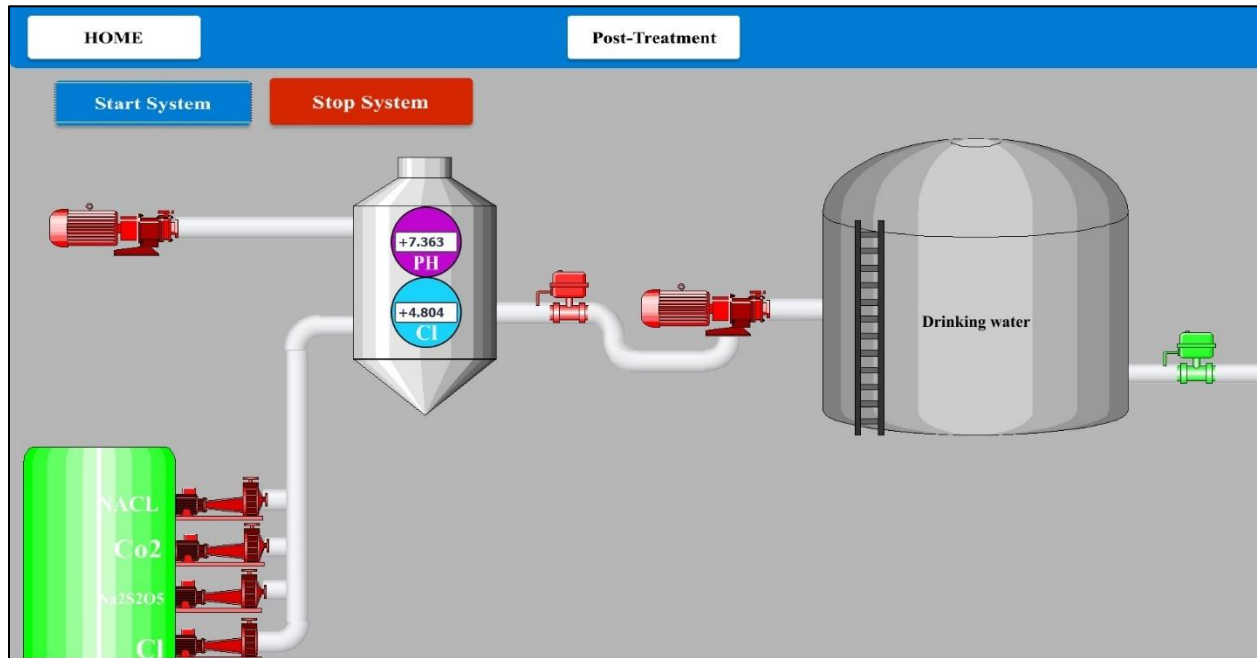 HOME
Post-Treatment
Start System
Stop System
+7.363
PH
+4.804
Cl
Drinking water
NACL
Co2
Na2S2O5
Cl